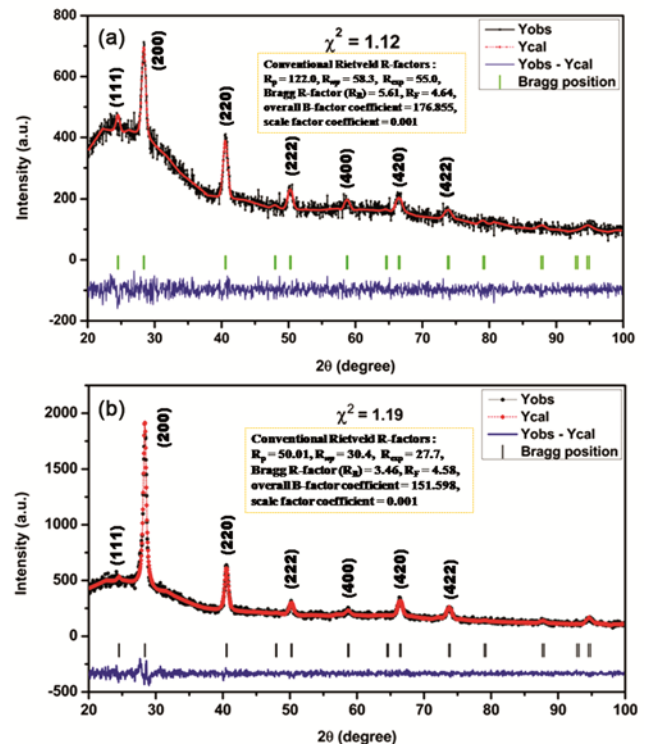 (a)
χ² = 1.12
Yobs
Ycal
Yobs - Ycal
Bragg position
Conventional Rietveld R-factors :
Rp = 122.0, Rwp = 58.3, Rexp = 55.0,
Bragg R-factor (RB) = 5.61, RF = 4.64,
overall B-factor coefficient = 176.855,
scale factor coefficient = 0.001
(111)
(200)
(220)
(222)
(400)
(420)
(422)
Intensity (a.u.)
800
600
400
200
0
-200
20 30 40 50 60 70 80 90 100
2θ (degree)
(b)
χ² = 1.19
Yobs
Ycal
Yobs - Ycal
Bragg position
Conventional Rietveld R-factors :
Rp = 50.01, Rwp = 30.4, Rexp = 27.7,
Bragg R-factor (RB) = 3.46, RF = 4.58,
overall B-factor coefficient = 151.598,
scale factor coefficient = 0.001
(111)
(200)
(220)
(222)
(400)
(420)
(422)
Intensity (a.u.)
2000
1500
1000
500
0
-500
20 30 40 50 60 70 80 90 100
2θ (degree)